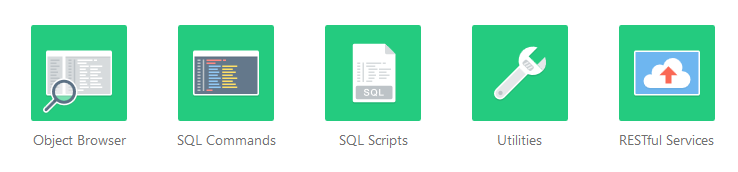 SQL
Object Browser
SQL Commands
SQL Scripts
Utilities
RESTful Services